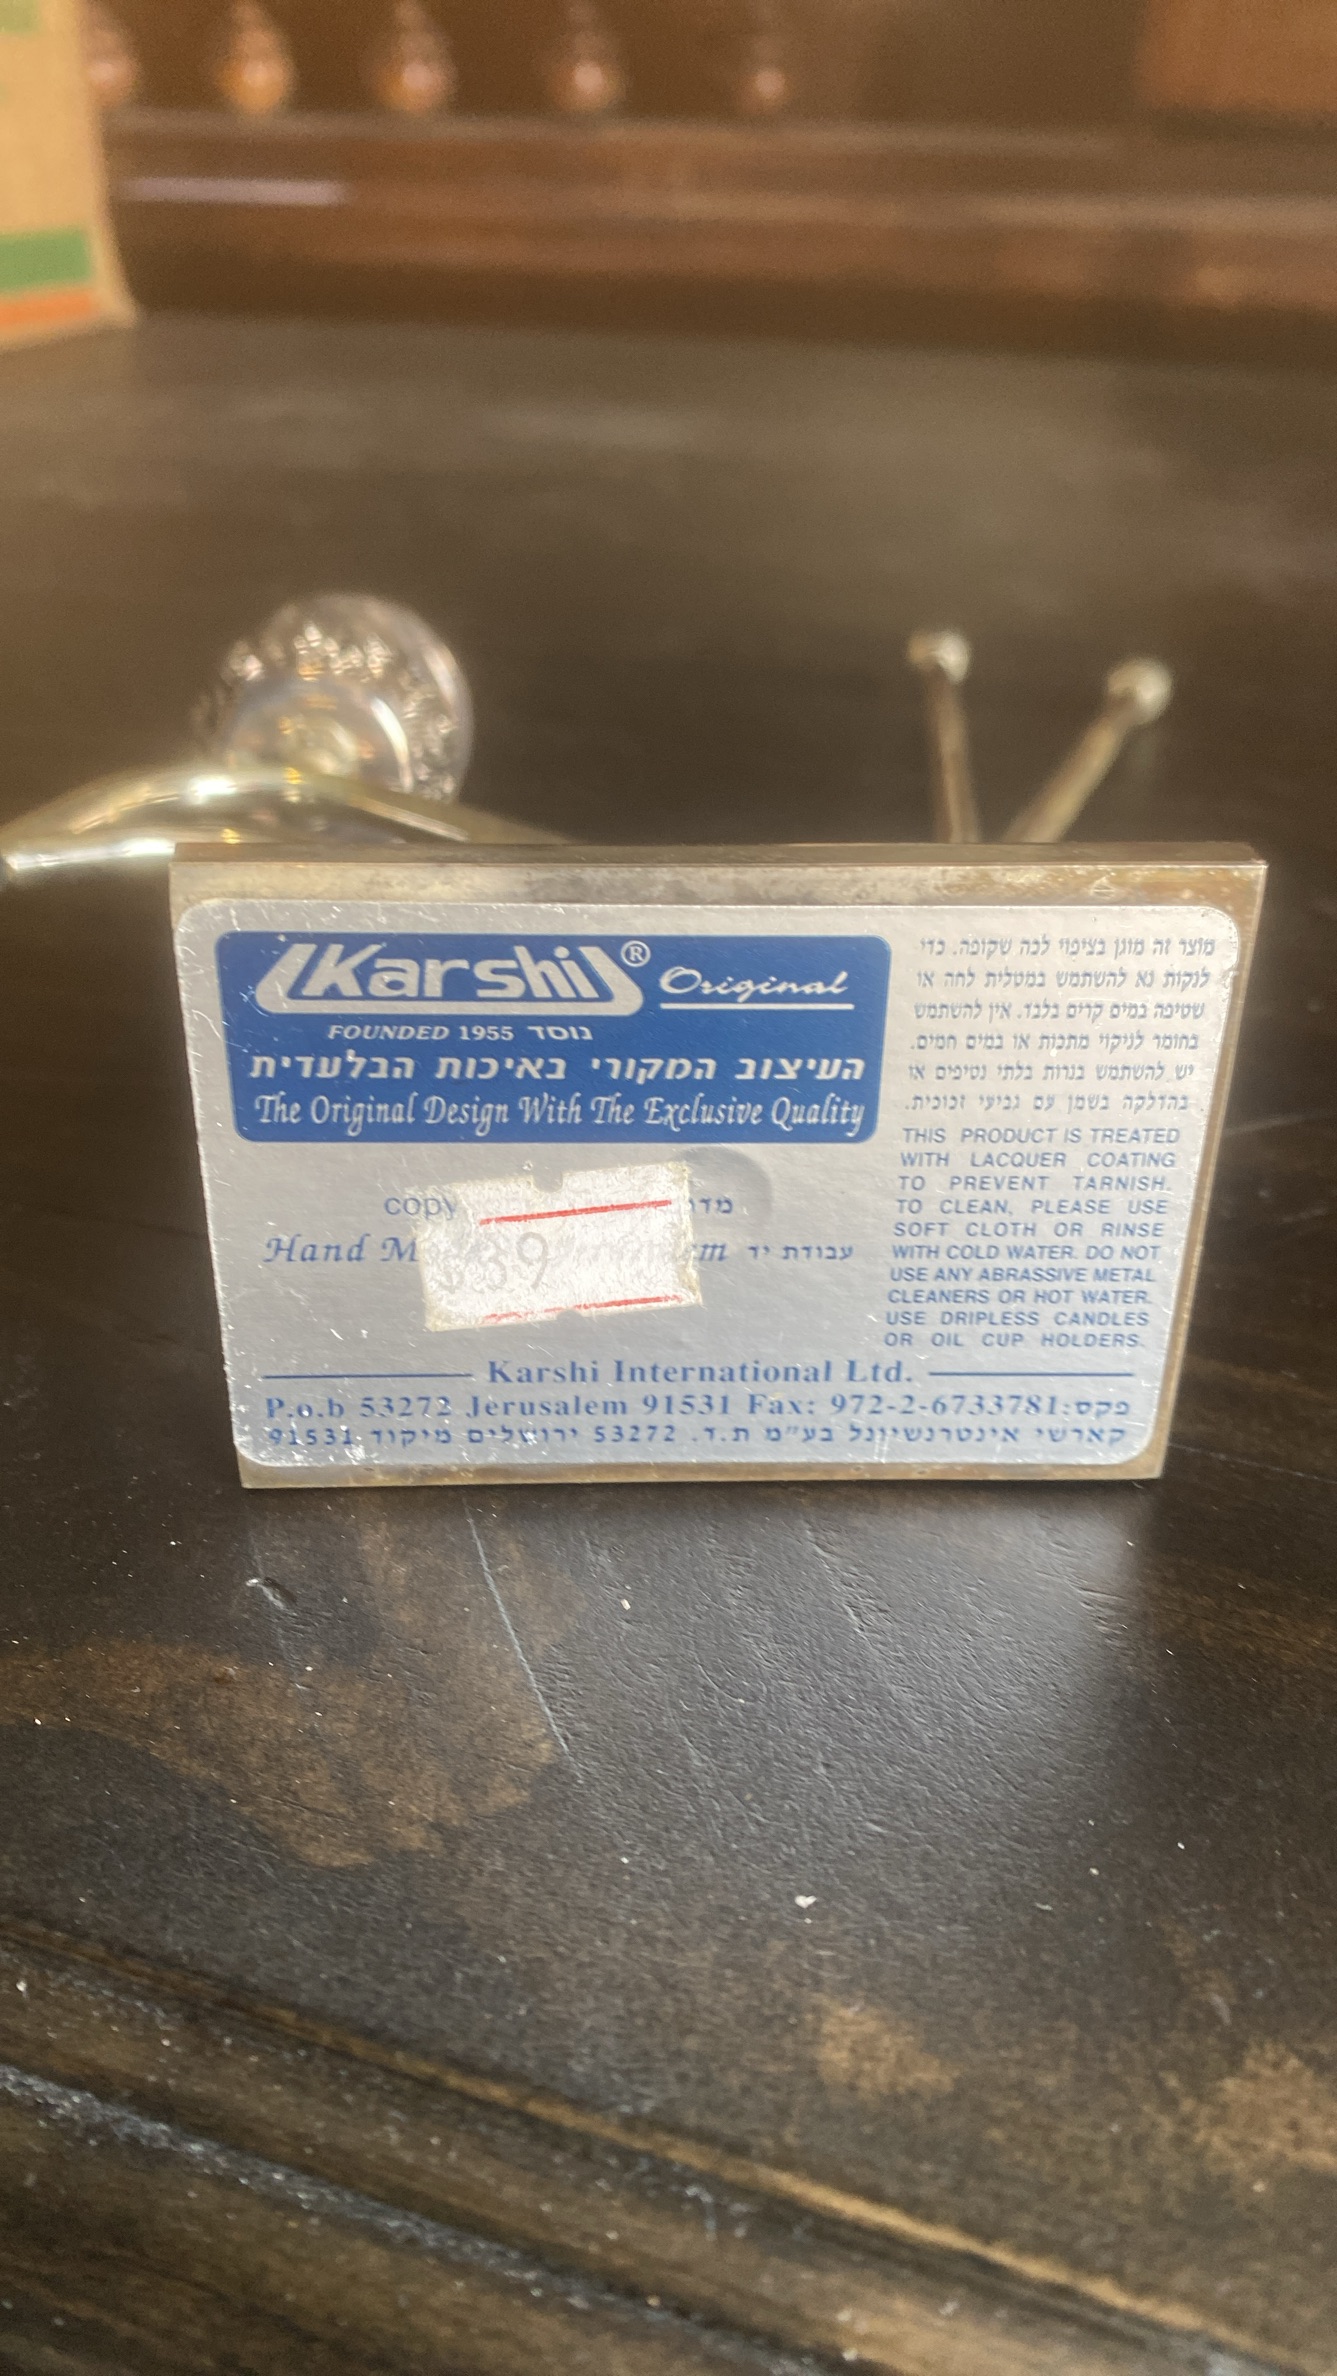 Karshi® Original
FOUNDED 1955 נוסד
העיצוב המקורי באיכות הבלעדית
The Original Design With The Exclusive Quality
copy
Hand עבודת יד
39
מוצר זה מוגן בציפוי לכה שקופה. כדי
לנקות נא להשתמש במטלית לחה או
שטיפה במים קרים בלבד. אין להשתמש
בחומר לניקוי מתכות או במים חמים.
יש להשתמש בנרות בלתי נטיפים או
בהדלקה בשמן עם גביעי זכוכית.
THIS PRODUCT IS TREATED
WITH LACQUER COATING
TO PREVENT TARNISH.
TO CLEAN, PLEASE USE
SOFT CLOTH OR RINSE
WITH COLD WATER. DO NOT
USE ANY ABRASSIVE METAL
CLEANERS OR HOT WATER.
USE DRIPLESS CANDLES
OR OIL CUP HOLDERS.
Karshi International Ltd.
P.o.b 53272 Jerusalem 91531 Fax: 972-2-6733781:פקס
קארשי אינטרנשיונל בע"מ ת.ד. 53272 ירושלים מיקוד 91531